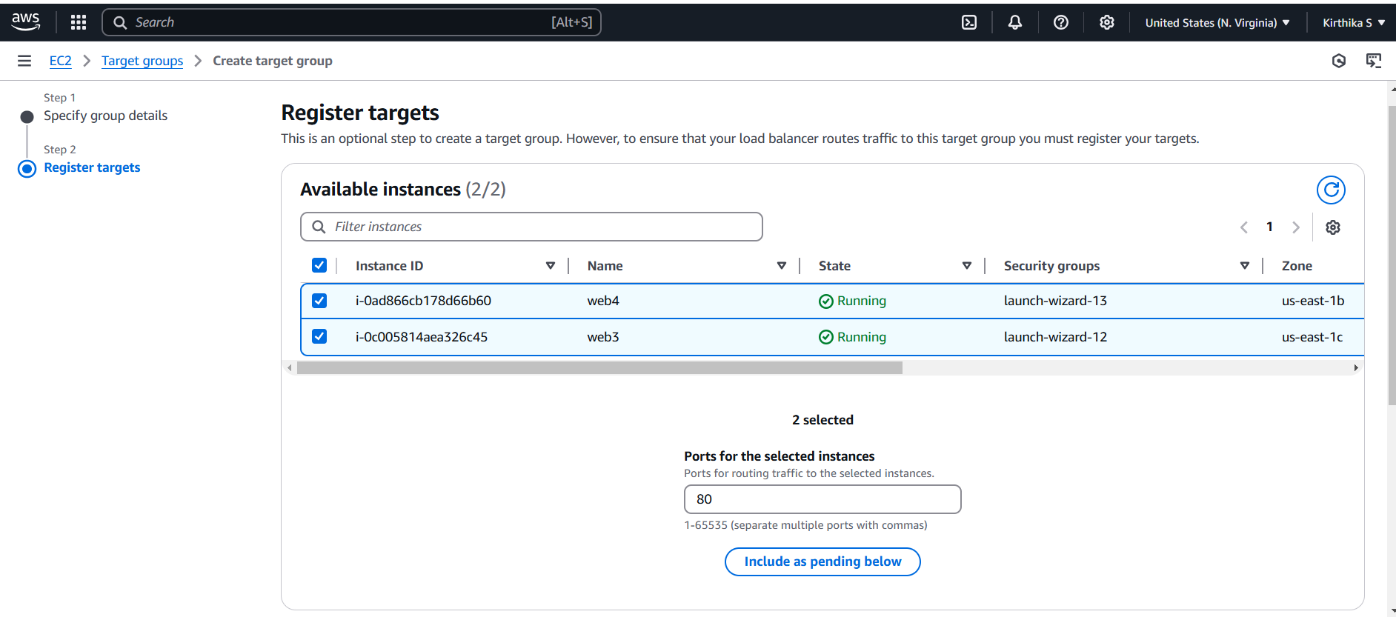 aws Search [Alt+S] United States (N. Virginia) Kirthika S
EC2 Target groups Create target group
Step 1
Specify group details
Step 2
Register targets
Register targets
This is an optional step to create a target group. However, to ensure that your load balancer routes traffic to this target group you must register your targets.
Available instances (2/2)
Filter instances
1
Instance ID Name State Security groups Zone
i-0ad866cb178d66b60 web4 Running launch-wizard-13 us-east-1b
i-0c005814aea326c45 web3 Running launch-wizard-12 us-east-1c
2 selected
Ports for the selected instances
Ports for routing traffic to the selected instances.
80
1-65535 (separate multiple ports with commas)
Include as pending below